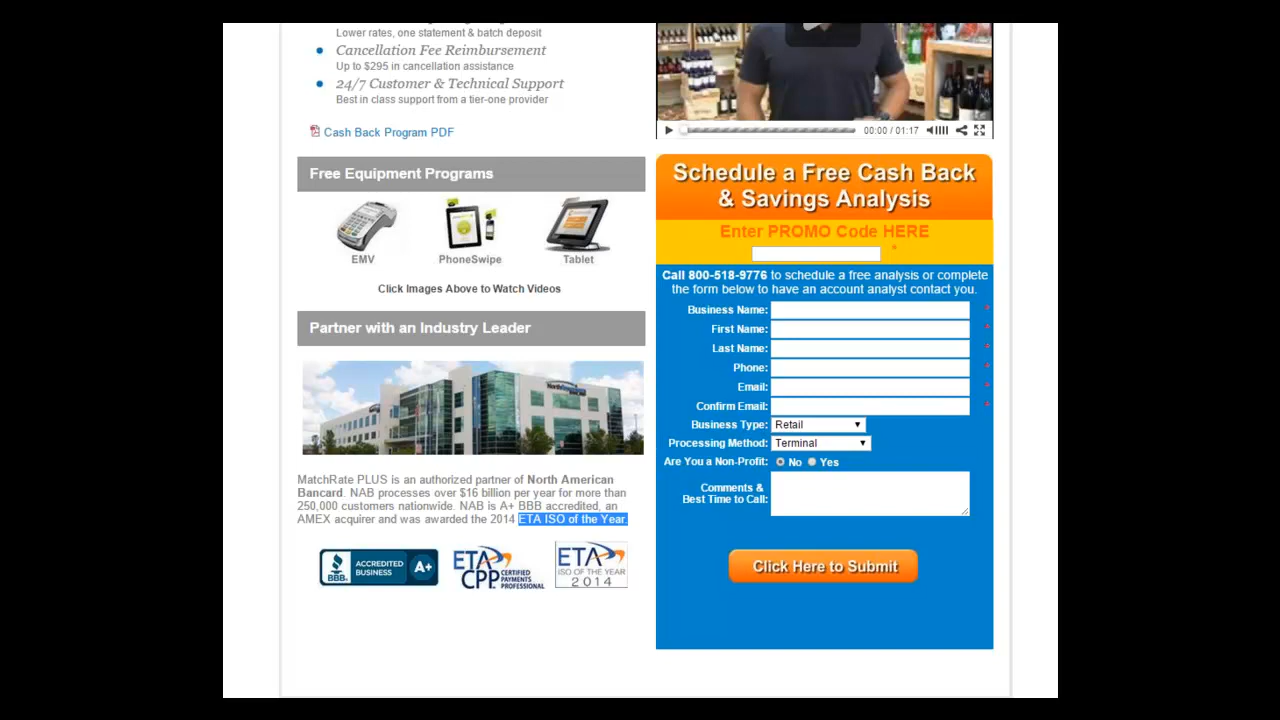 Lower rates, one statement & batch deposit
Cancellation Fee Reimbursement
Up to $295 in cancellation assistance
24/7 Customer & Technical Support
Best in class support from a tier-one provider
Cash Back Program PDF
Free Equipment Programs
EMV
PhoneSwipe
Tablet
Click Images Above to Watch Videos
Partner with an Industry Leader
MatchRate PLUS is an authorized partner of North American
Bancard. NAB processes over $16 billion per year for more than
250,000 customers nationwide. NAB is A+ BBB accredited, an
AMEX acquirer and was awarded the 2014 ETA ISO of the Year.
BBB.
ACCREDITED
BUSINESS
A+
ETA
CPP
CERTIFIED
PAYMENTS
PROFESSIONAL
ETA
ISO OF THE YEAR
2014
00:00 / 01:17
Schedule a Free Cash Back
& Savings Analysis
Enter PROMO Code HERE
*
Call 800-518-9776 to schedule a free analysis or complete
the form below to have an account analyst contact you.
Business Name: *
First Name: *
Last Name: *
Phone: *
Email: *
Confirm Email: *
Business Type: Retail
Processing Method: Terminal
Are You a Non-Profit: No Yes
Comments &
Best Time to Call:
Click Here to Submit